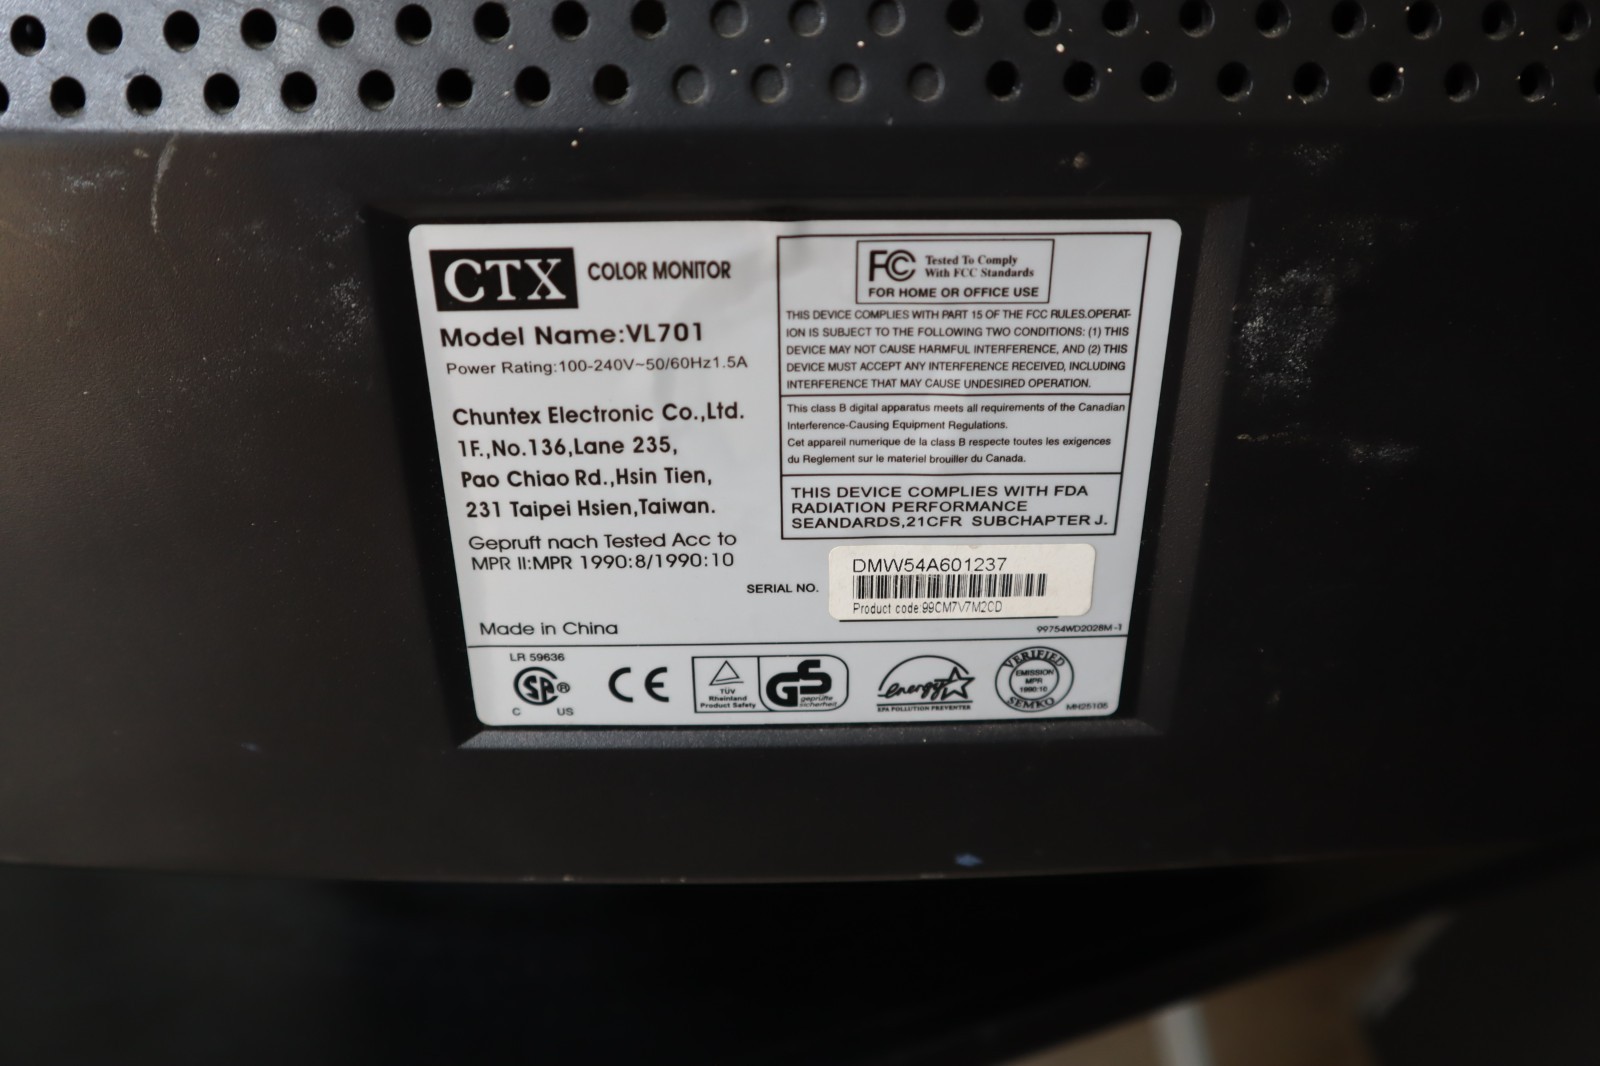 CTX COLOR MONITOR
Model Name:VL701
Power Rating:100-240V~50/60Hz1.5A
Chuntex Electronic Co.,Ltd.
1F.,No.136,Lane 235,
Pao Chiao Rd.,Hsin Tien,
231 Taipei Hsien,Taiwan.
Gepruft nach Tested Acc to
MPR II:MPR 1990:8/1990:10
Made in China
FC Tested To Comply
With FCC Standards
FOR HOME OR OFFICE USE
THIS DEVICE COMPLIES WITH PART 15 OF THE FCC RULES.OPERAT-
ION IS SUBJECT TO THE FOLLOWING TWO CONDITIONS: (1) THIS
DEVICE MAY NOT CAUSE HARMFUL INTERFERENCE, AND (2) THIS
DEVICE MUST ACCEPT ANY INTERFERENCE RECEIVED, INCLUDING
INTERFERENCE THAT MAY CAUSE UNDESIRED OPERATION.
This class B digital apparatus meets all requirements of the Canadian
Interference-Causing Equipment Regulations.
Cet appareil numerique de la class B respecte toutes les exigences
du Reglement sur le materiel brouiller du Canada.
THIS DEVICE COMPLIES WITH FDA
RADIATION PERFORMANCE
SEANDARDS,21CFR SUBCHAPTER J.
SERIAL NO.
DMW54A601237
Product code:99CM7V7M2CD
99754WD2028M-1
LR 59636
SP ®
C US
CE
TÜV
Rheinland
Product Safety
GS
geprüfte
Sicherheit
energy
EPA POLLUTION PREVENTER
VERIFIED
EMISSION
MPR
1990:10
SEMKO
MH25105